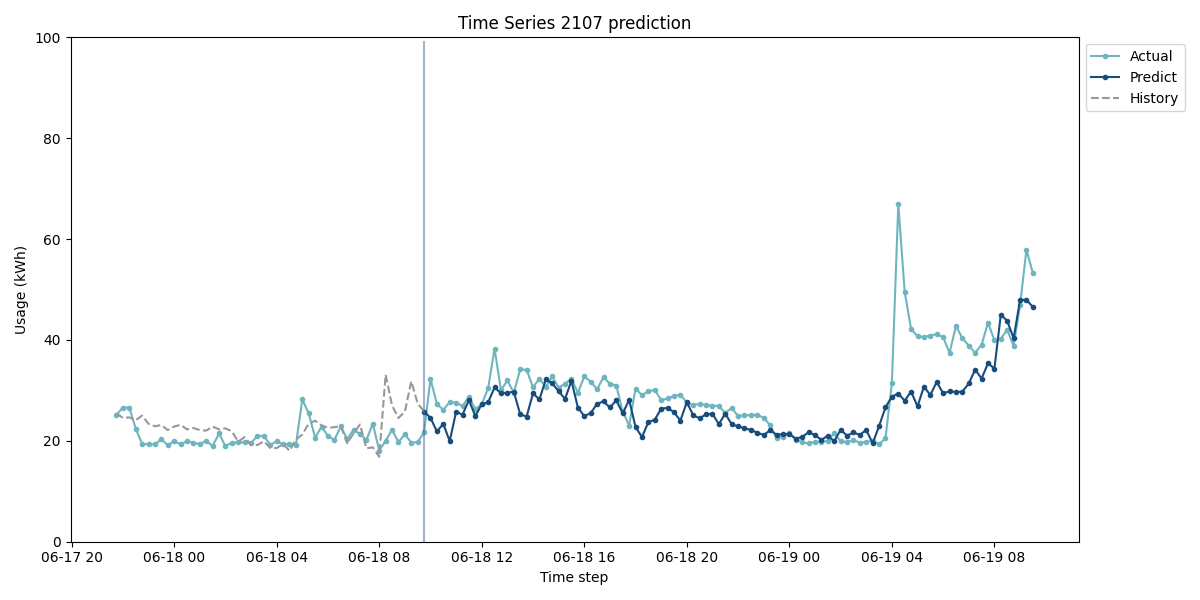 Time Series 2107 prediction
100
80
60
40
20
0
Usage (kWh)
06-17 20
06-18 00
06-18 04
06-18 08
06-18 12
06-18 16
06-18 20
06-19 00
06-19 04
06-19 08
Time step
Actual
Predict
History